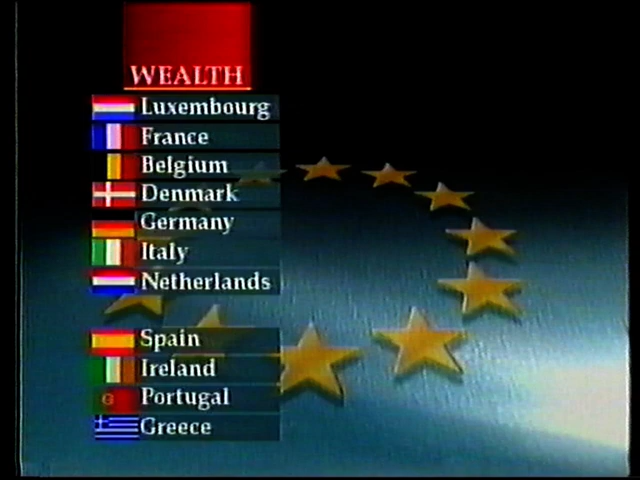 WEALTH
Luxembourg
France
Belgium
Denmark
Germany
Italy
Netherlands
Spain
Ireland
Portugal
Greece